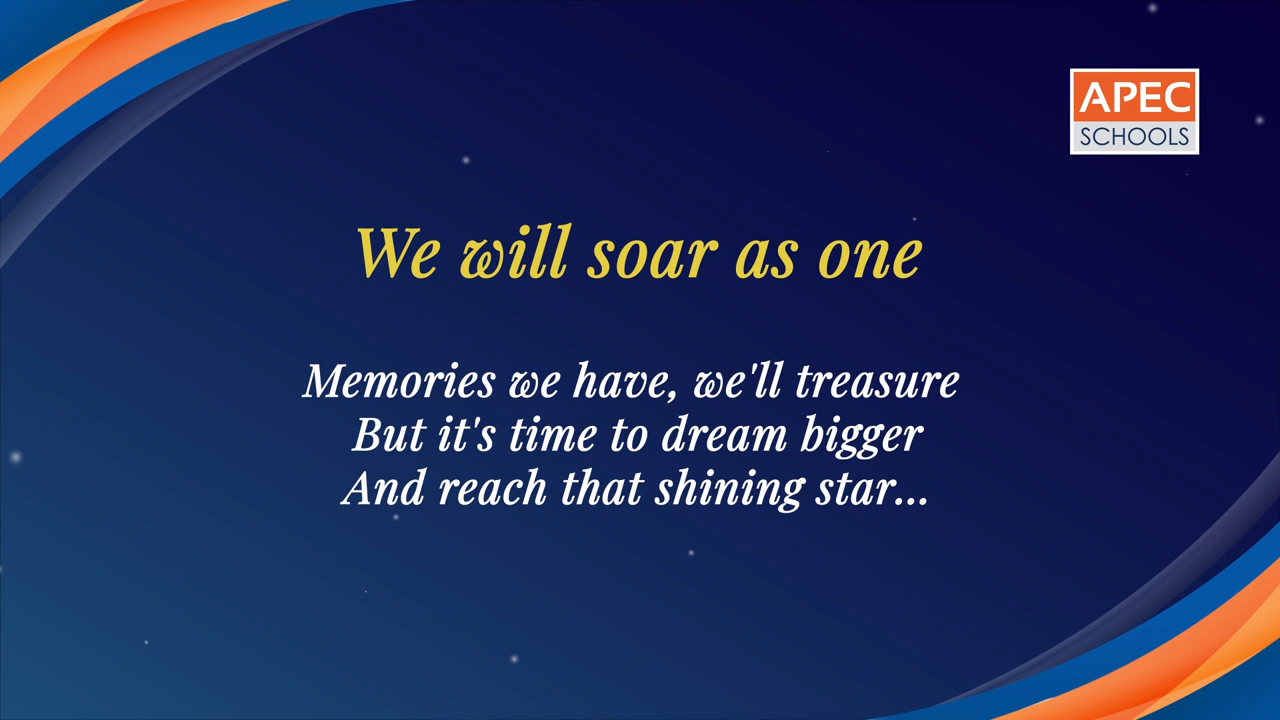 APEC
SCHOOLS
We will soar as one
Memories we have, we'll treasure
But it's time to dream bigger
And reach that shining star...